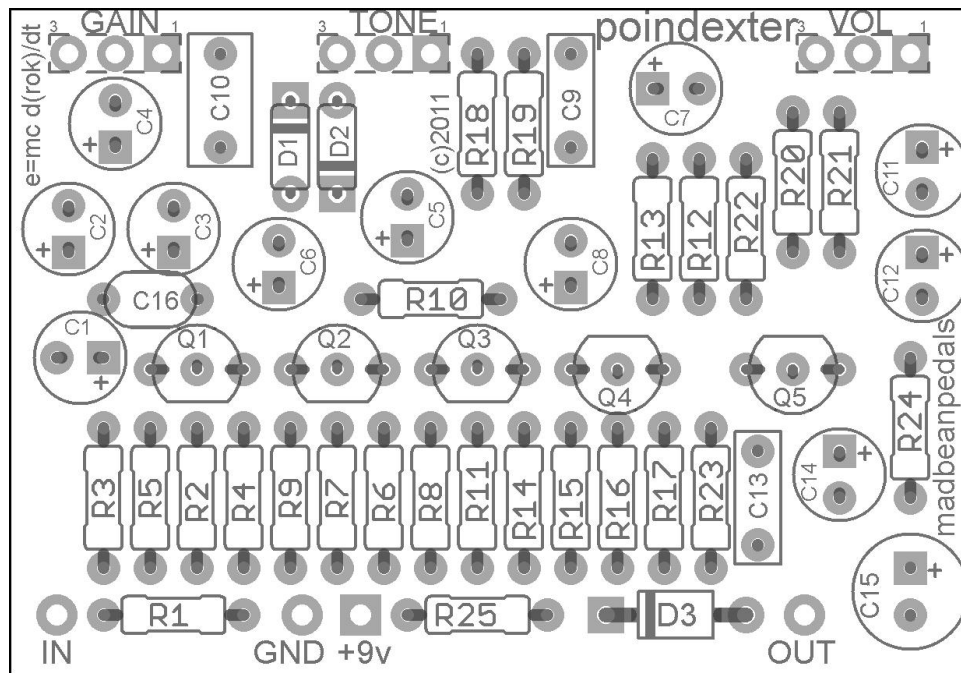 GAIN
TONE
poindexter
VOL
3 1
3 1
3 1
e=mc d(rok)/dt
(c)2011
C10
C9
C7
C4
D1
D2
R18
R19
R20
R21
C11
C2
C3
C6
C5
C8
R13
R12
R22
C12
C16
R10
C1
Q1
Q2
Q3
Q4
Q5
R24
madbeanpedals
R3
R5
R2
R4
R9
R7
R6
R8
R11
R14
R15
R16
R17
R23
C13
C14
C15
R1
R25
D3
IN
GND +9v
OUT